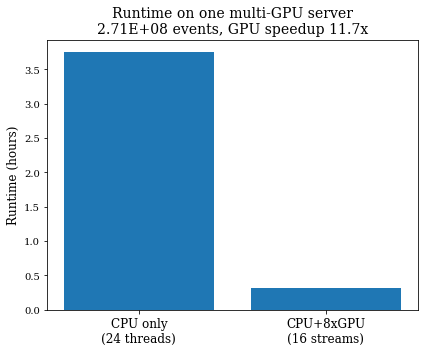 Runtime on one multi-GPU server
2.71E+08 events, GPU speedup 11.7x
Runtime (hours)
3.5
3.0
2.5
2.0
1.5
1.0
0.5
0.0
CPU only
(24 threads)
CPU+8xGPU
(16 streams)